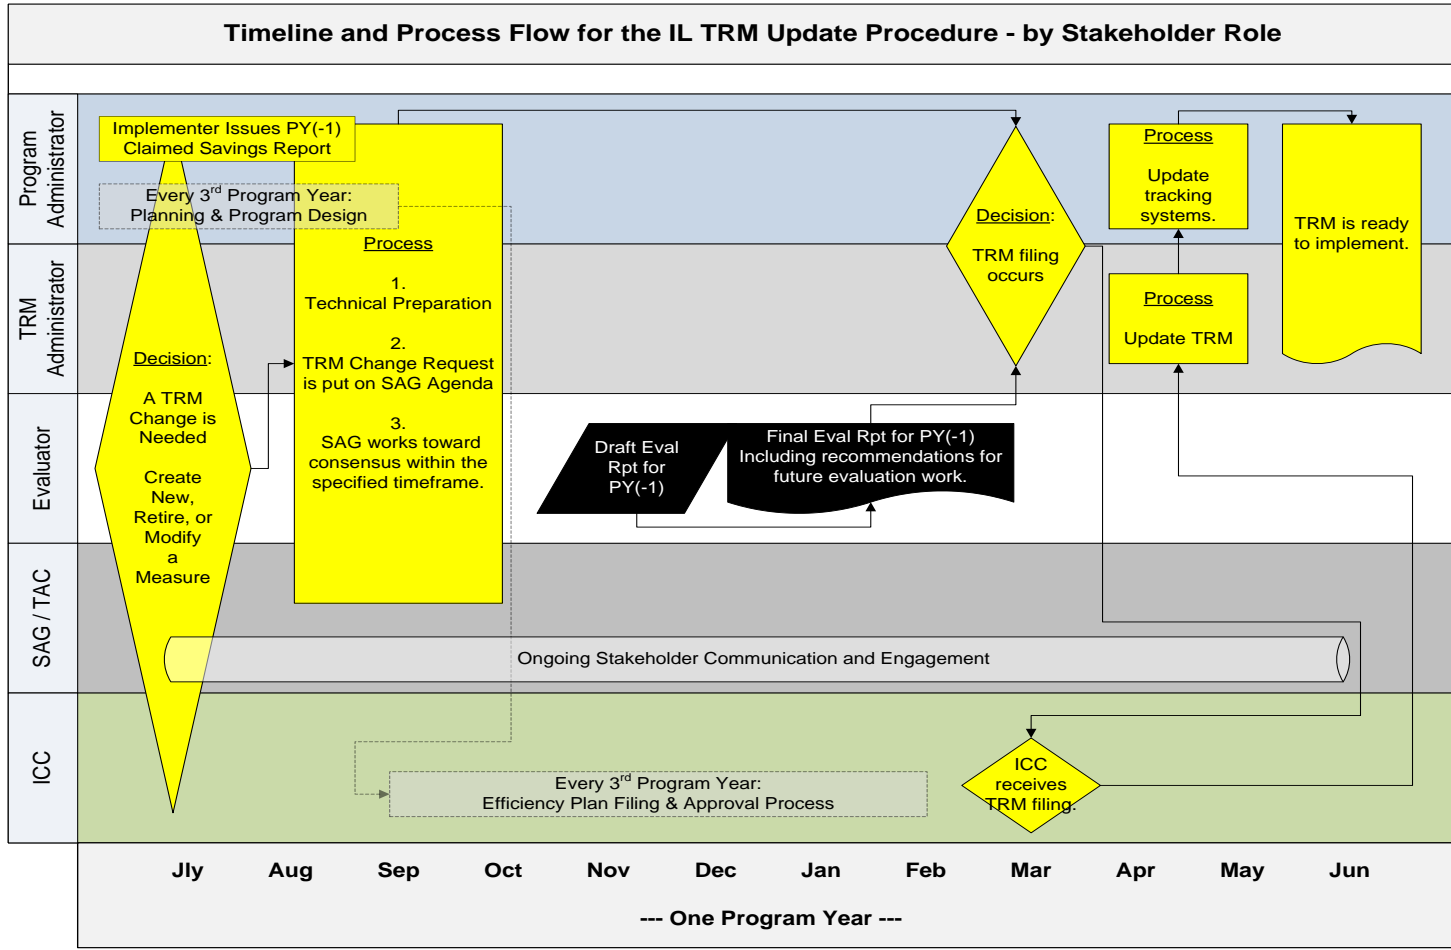 Timeline and Process Flow for the IL TRM Update Procedure - by Stakeholder Role
Program
Administrator
Implementer Issues PY(-1)
Claimed Savings Report
Every 3rd Program Year:
Planning & Program Design
TRM
Administrator
Evaluator
SAG / TAC
ICC
Decision:
A TRM
Change is
Needed
Create
New,
Retire, or
Modify
a
Measure
Process
1.
Technical Preparation
2.
TRM Change Request
is put on SAG Agenda
3.
SAG works toward
consensus within the
specified timeframe.
Draft Eval
Rpt for
PY(-1)
Final Eval Rpt for PY(-1)
Including recommendations for
future evaluation work.
Decision:
TRM filing
occurs
Process
Update
tracking
systems.
Process
Update TRM
TRM is ready
to implement.
Ongoing Stakeholder Communication and Engagement
Every 3rd Program Year:
Efficiency Plan Filing & Approval Process
ICC
receives
TRM filing.
Jly Aug Sep Oct Nov Dec Jan Feb Mar Apr May Jun
--- One Program Year ---